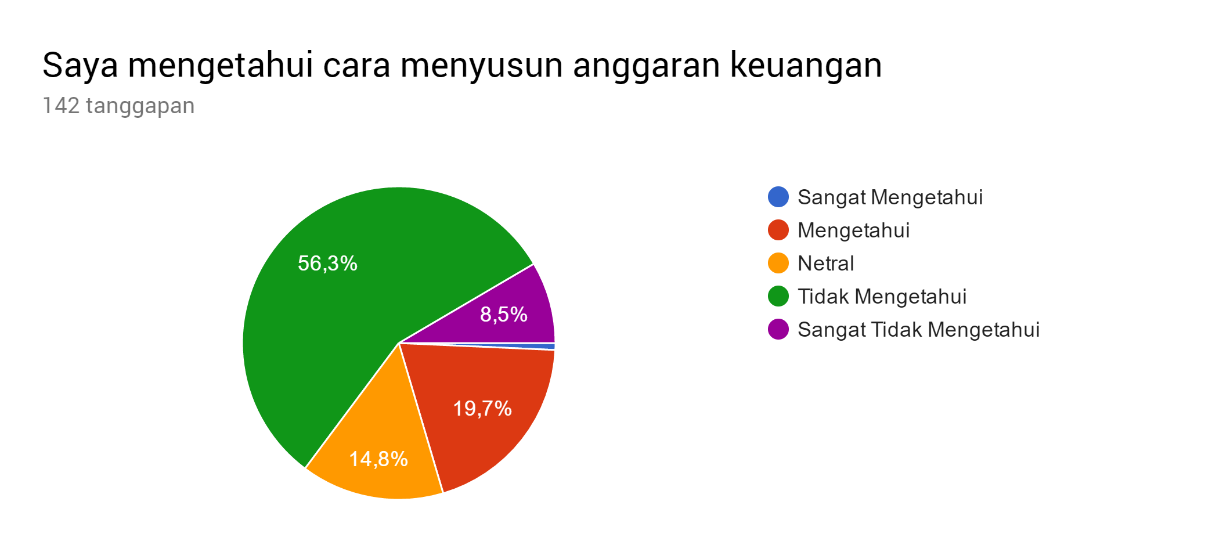 Saya mengetahui cara menyusun anggaran keuangan
142 tanggapan
Sangat Mengetahui
Mengetahui
Netral
Tidak Mengetahui
Sangat Tidak Mengetahui
56,3%
8,5%
19,7%
14,8%